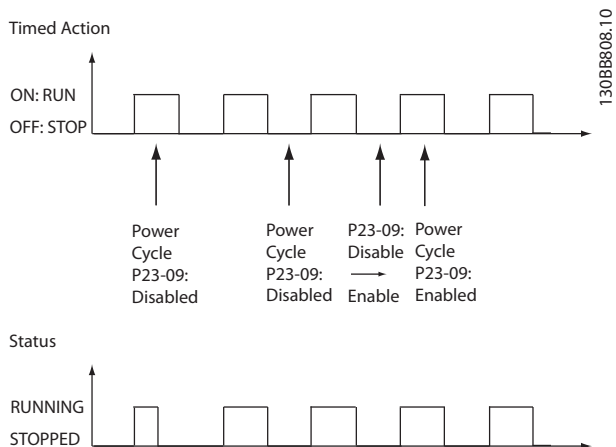 Timed Action
130BB808.10
ON: RUN
OFF: STOP
Power
Cycle
P23-09:
Disabled
Power
Cycle
P23-09:
Disabled
P23-09:
Disable
Enable
Power
Cycle
P23-09:
Enabled
Status
RUNNING
STOPPED